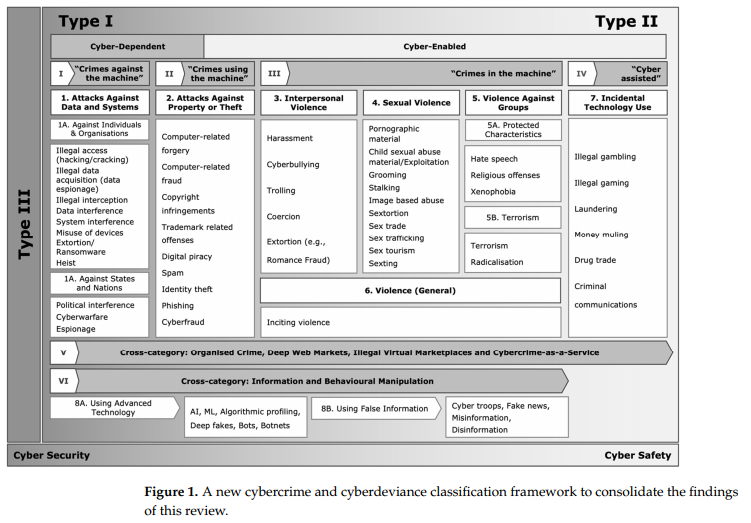 Type I
Type II
Cyber-Dependent
Cyber-Enabled
I
"Crimes against
the machine"
II
"Crimes using
the machine"
III
"Crimes in the machine"
IV
"Cyber
assisted"
1. Attacks Against
Data and Systems
1A. Against Individuals
& Organisations
Illegal access
(hacking/cracking)
Illegal data
acquisition (data
espionage)
Illegal interception
Data interference
System interference
Misuse of devices
Extortion/
Ransomware
Heist
1A. Against States
and Nations
Political interference
Cyberwarfare
Espionage
2. Attacks Against
Property or Theft
Computer-related
forgery
Computer-related
fraud
Copyright
infringements
Trademark related
offenses
Digital piracy
Spam
Identity theft
Phishing
Cyberfraud
3. Interpersonal
Violence
Harassment
Cyberbullying
Trolling
Coercion
Extortion (e.g.,
Romance Fraud)
4. Sexual Violence
Pornographic
material
Child sexual abuse
material/Exploitation
Grooming
Stalking
Image based abuse
Sextortion
Sex trade
Sex trafficking
Sex tourism
Sexting
5. Violence Against
Groups
5A. Protected
Characteristics
Hate speech
Religious offenses
Xenophobia
5B. Terrorism
Terrorism
Radicalisation
6. Violence (General)
Inciting violence
7. Incidental
Technology Use
Illegal gambling
Illegal gaming
Laundering
Money muling
Drug trade
Criminal
communications
Type III
V
Cross-category: Organised Crime, Deep Web Markets, Illegal Virtual Marketplaces and Cybercrime-as-a-Service
VI
Cross-category: Information and Behavioural Manipulation
8A. Using Advanced
Technology
AI, ML, Algorithmic profiling,
Deep fakes, Bots, Botnets
8B. Using False Information
Cyber troops, Fake news,
Misinformation,
Disinformation
Cyber Security
Cyber Safety
Figure 1. A new cybercrime and cyberdeviance classification framework to consolidate the findings
of this review.